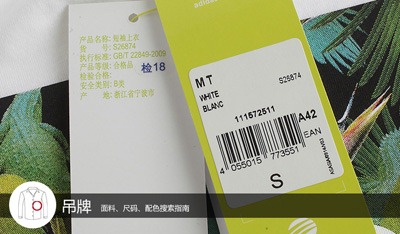 adidas
产品名称: 短袖上衣
货 号: S26874
执行标准: GB/T 22849-2009
产品等级: 合格品
检验合格: 检18
安全类别: B类
产 地: 浙江省宁波市
M T
S26874
WHITE
BLANC
111572511
A42
EAN
4 055015 773551
S
吊牌
面料、尺码、配色搜索指南